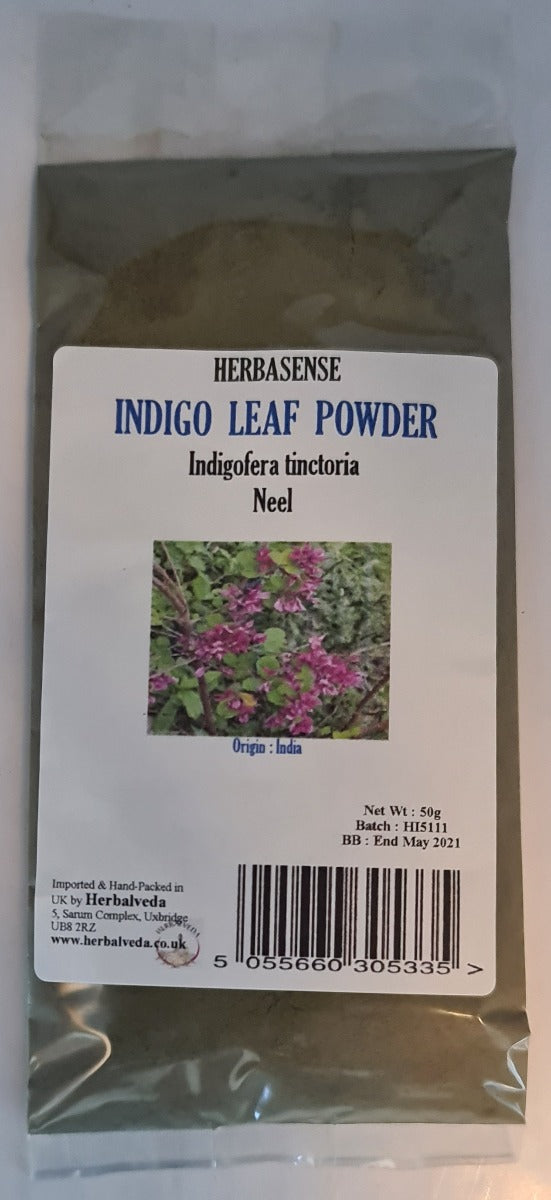 HERBASENSE
INDIGO LEAF POWDER
Indigofera tinctoria
Neel
Origin : India
Net Wt : 50g
Batch : HI5111
BB : End May 2021
Imported & Hand-Packed in
UK by Herbalveda
5, Sarum Complex, Uxbridge
UB8 2RZ
www.herbalveda.co.uk
HERBALVEDA
5 055660 305335 >